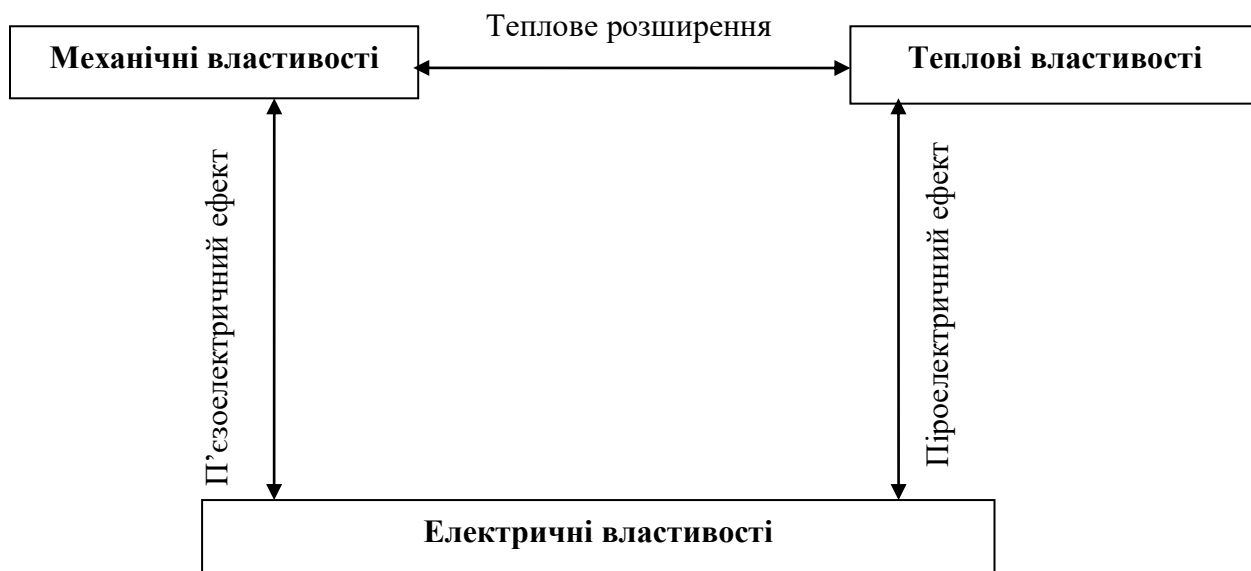 Теплове розширення
Механічні властивості
Теплові властивості
П’єзоелектричний ефект
Піроелектричний ефект
Електричні властивості